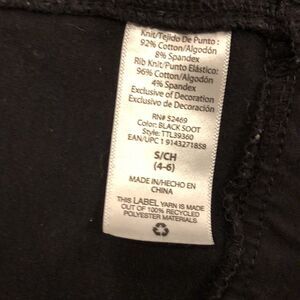 Knit/Tejido De Punto :
92% Cotton/Algodón
8% Spandex
Rib Knit/Punto Elástico:
96% Cotton/Algodón
4% Spandex
Exclusive of Decoration
Exclusivo de Decoración
RN# 52469
Color: BLACK SOOT
Style: TTL39360
EAN/UPC 1 9143271858
S/CH
(4-6)
MADE IN/HECHO EN
CHINA
THIS LABEL YARN IS MADE
OUT OF 100% RECYCLED
POLYESTER MATERIALS